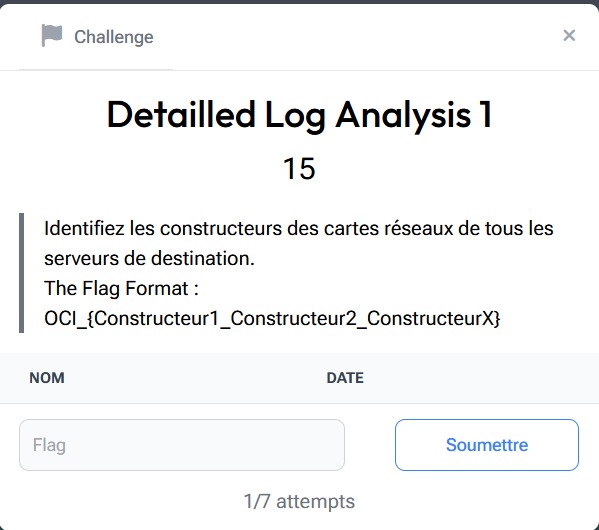 Challenge
×
Detailled Log Analysis 1
15
Identifiez les constructeurs des cartes réseaux de tous les
serveurs de destination.
The Flag Format :
OCI_{Constructeur1_Constructeur2_ConstructeurX}
NOM DATE
Flag Soumettre
1/7 attempts